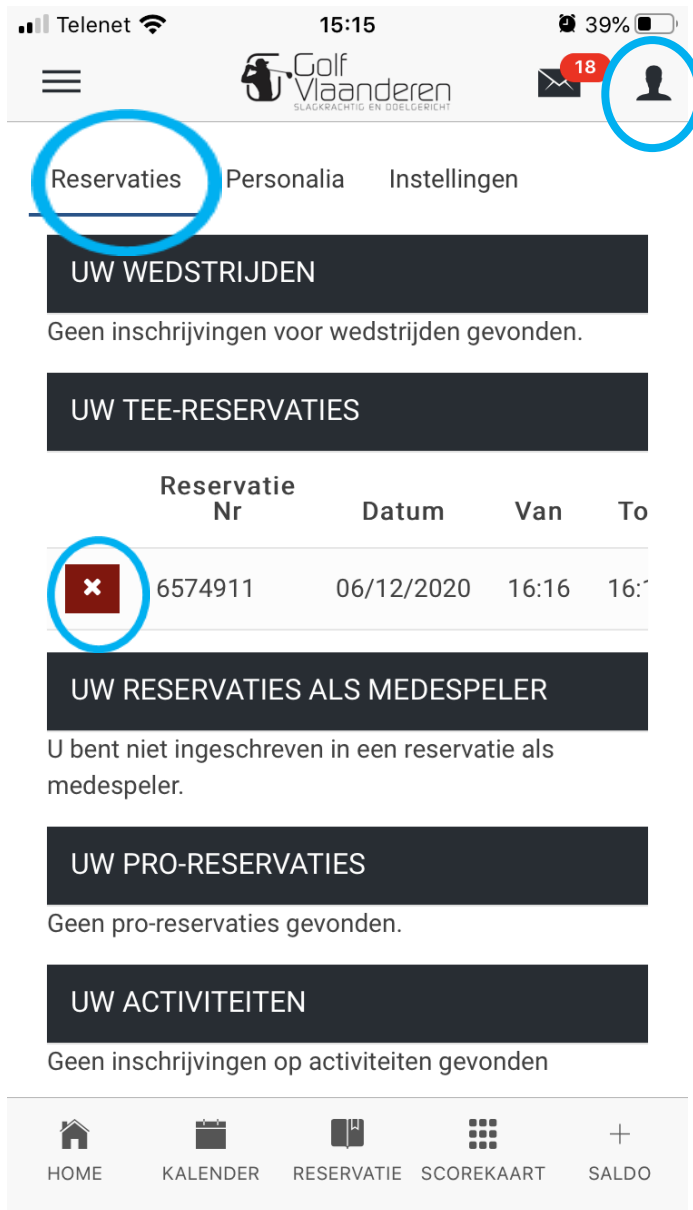 Telenet 15:15 39%
Golf
Vlaanderen
SLAGKRACHTIG EN DOELGERICHT
18
Reservaties Personalia Instellingen
UW WEDSTRIJDEN
Geen inschrijvingen voor wedstrijden gevonden.
UW TEE-RESERVATIES
Reservatie
Nr Datum Van To
6574911 06/12/2020 16:16 16:1
UW RESERVATIES ALS MEDESPELER
U bent niet ingeschreven in een reservatie als
medespeler.
UW PRO-RESERVATIES
Geen pro-reservaties gevonden.
UW ACTIVITEITEN
Geen inschrijvingen op activiteiten gevonden
HOME KALENDER RESERVATIE SCOREKAART SALDO